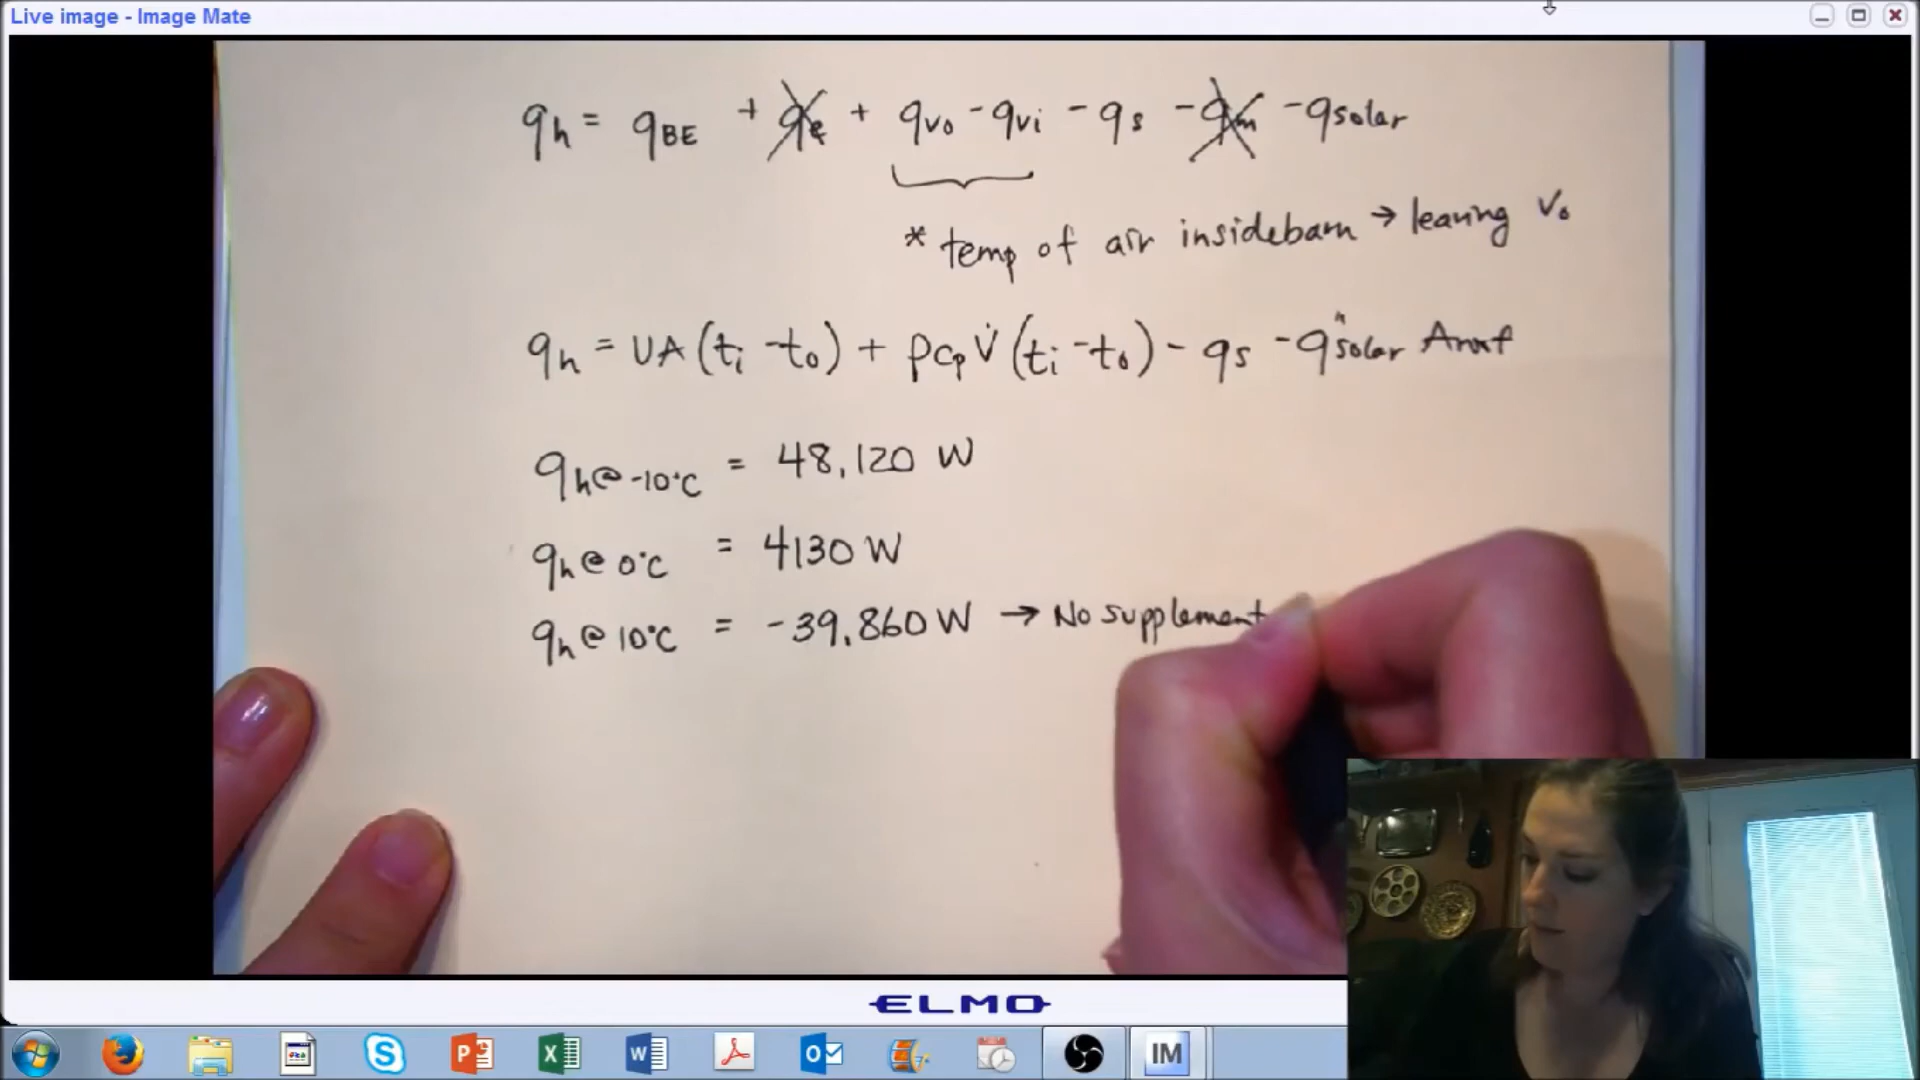 Live image - Image Mate
qh = qBE + qe + qvo - qvi - qs - qm - qsolar
* temp of air insidebarn → leaving Vo
qh = UA(ti - to) + ρcpV̇(ti - to) - qs - q"solar Aroof
qh@-10°C = 48,120 W
qh@0°C = 4130 W
qh@10°C = -39,860 W → No supplement
ELMO
IM